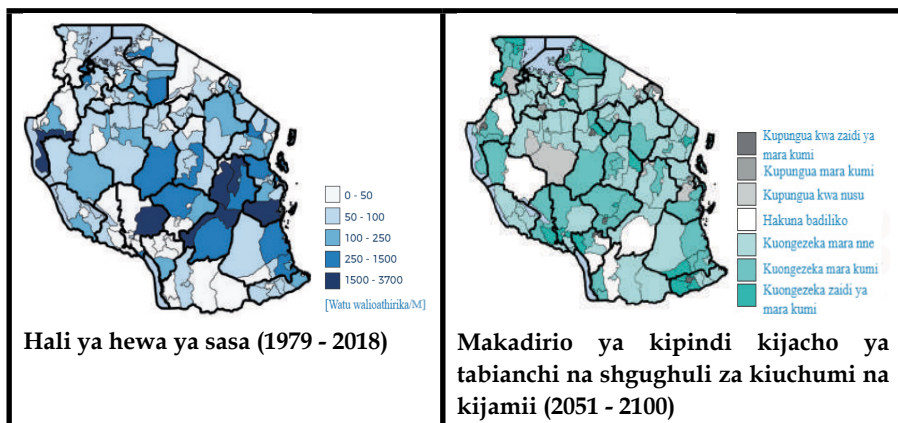 0 - 50
50 - 100
100 - 250
250 - 1500
1500 - 3700
[Watu walioathirika/M]
Hali ya hewa ya sasa (1979 - 2018)
Kupungua kwa zaidi ya
mara kumi
Kupungua mara kumi
Kupungua kwa nusu
Hakuna badiliko
Kuongezeka mara nne
Kuongezeka mara kumi
Kuongezeka zaidi ya
mara kumi
Makadirio ya kipindi kijacho ya
tabianchi na shgughuli za kiuchumi na
kijamii (2051 - 2100)